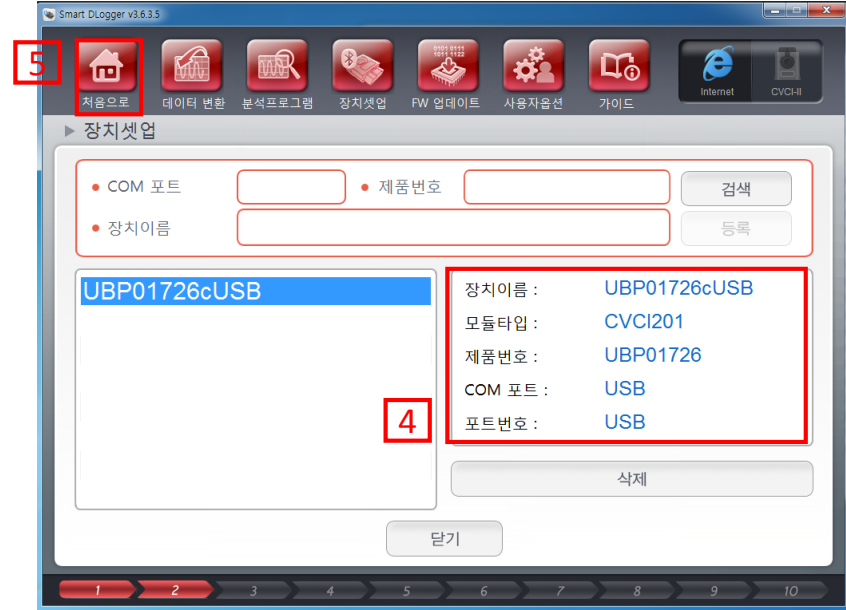 Smart DLogger v3.6.3.5
5
처음으로
데이터 변환
분석프로그램
장치셋업
0101 0111
1011 1122
FW 업데이트
사용자옵션
가이드
Internet
CVCI-II
장치셋업
COM 포트
제품번호
검색
장치이름
등록
UBP01726cUSB
장치이름 : UBP01726cUSB
모듈타입 : CVCI201
제품번호 : UBP01726
COM 포트 : USB
포트번호 : USB
4
삭제
닫기
1 2 3 4 5 6 7 8 9 10